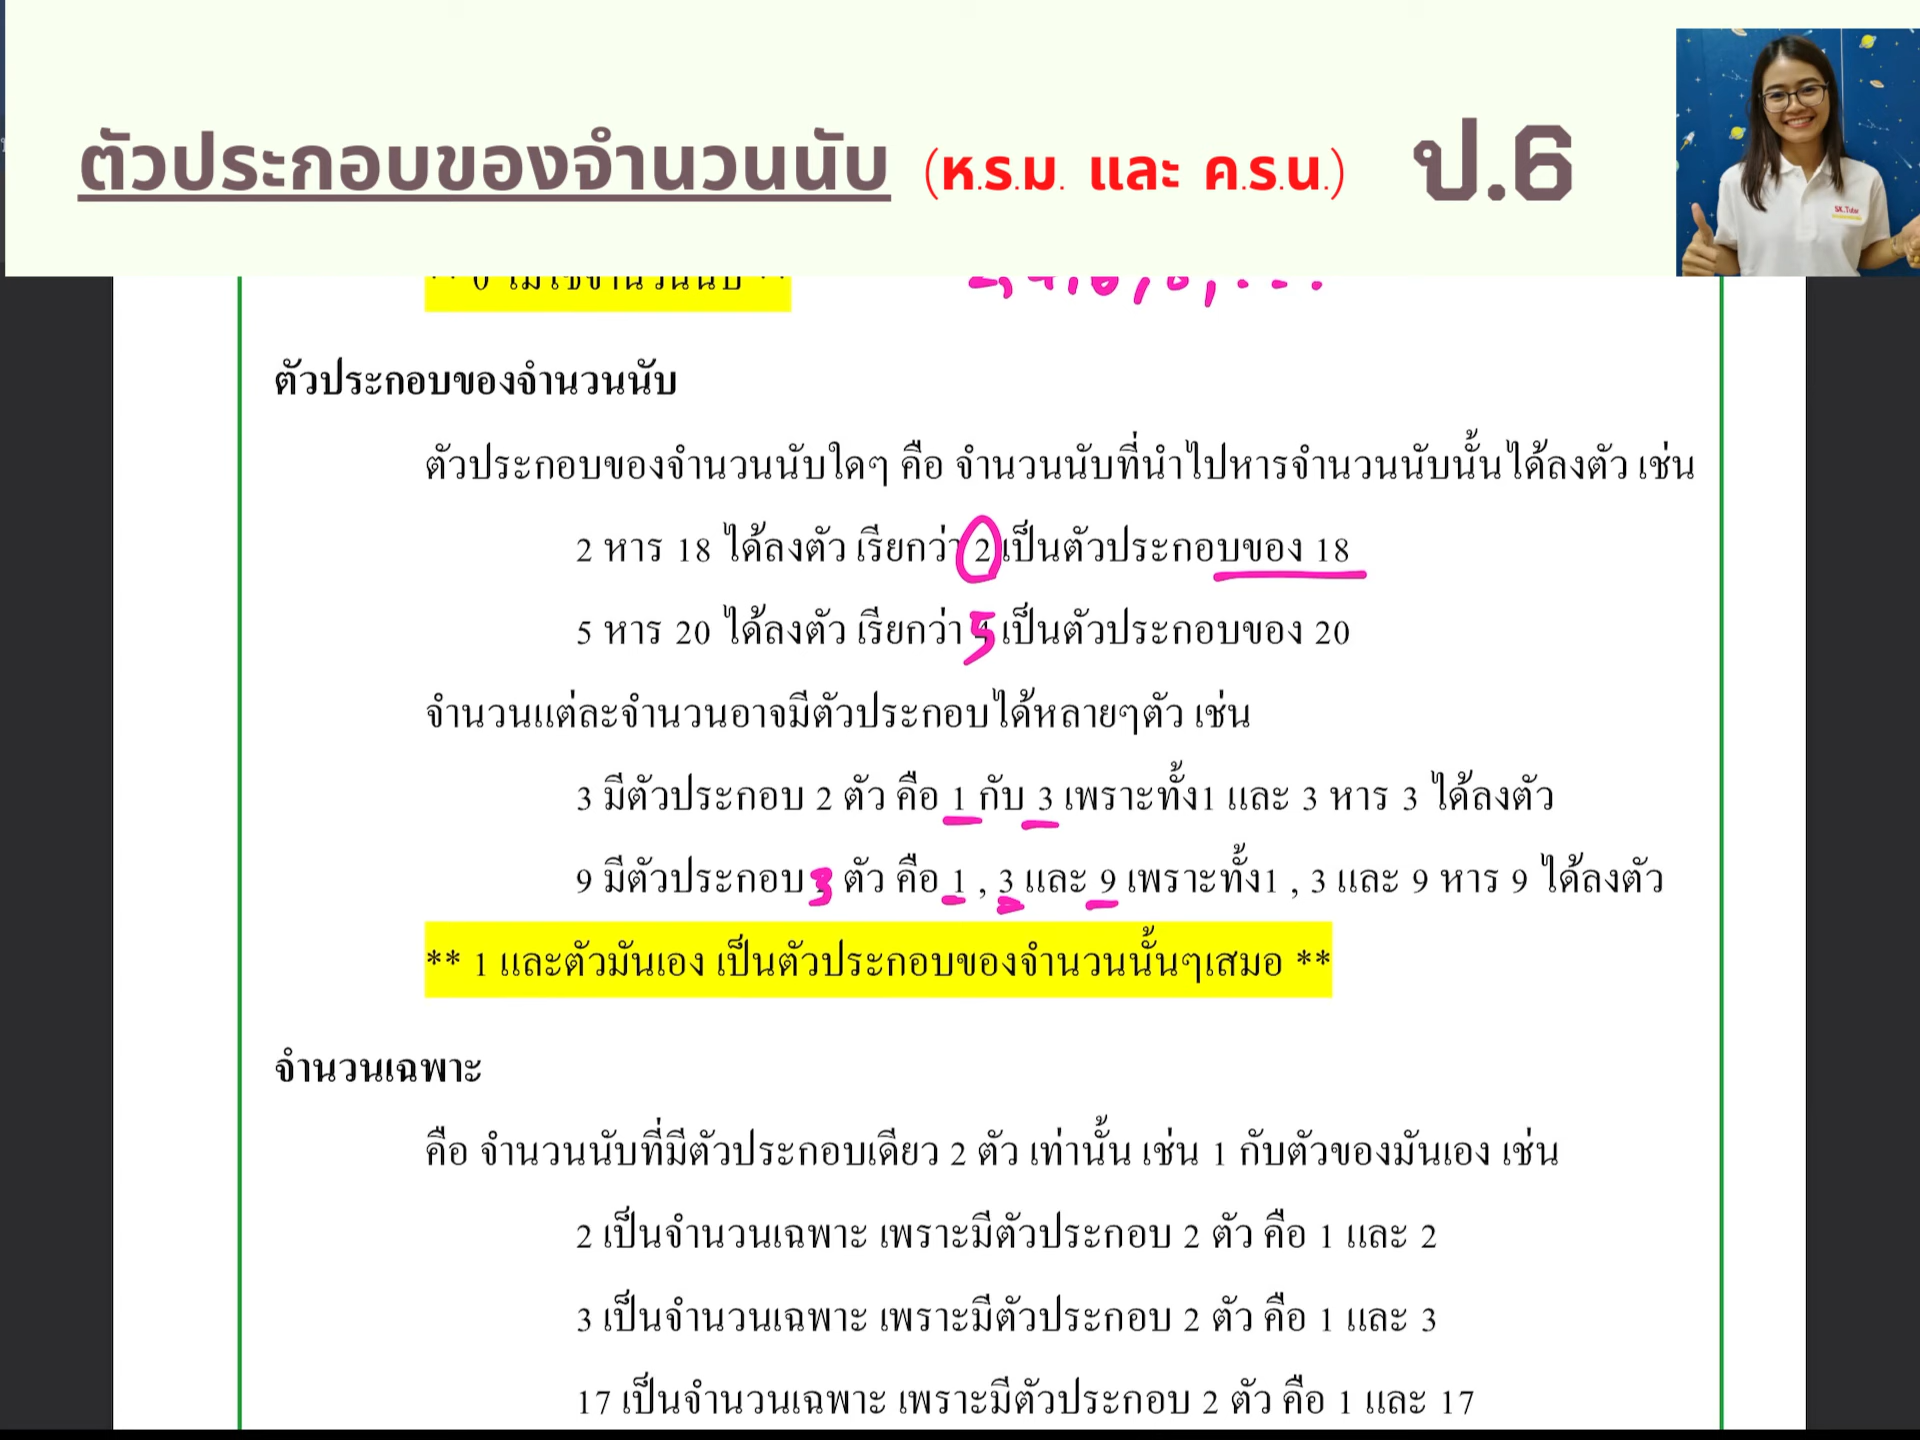 ตัวประกอบของจำนวนนับ (ห.ร.ม. และ ค.ร.น.) ป.6
SK.Tutor
** 0 ไม่ใช่จำนวนนับ ** 2,4,6,8,...
ตัวประกอบของจำนวนนับ
ตัวประกอบของจำนวนนับใดๆ คือ จำนวนนับที่นำไปหารจำนวนนับนั้นได้ลงตัว เช่น
2 หาร 18 ได้ลงตัว เรียกว่า 2 เป็นตัวประกอบของ 18
5 หาร 20 ได้ลงตัว เรียกว่า 5 เป็นตัวประกอบของ 20
จำนวนแต่ละจำนวนอาจมีตัวประกอบได้หลายๆตัว เช่น
3 มีตัวประกอบ 2 ตัว คือ 1 กับ 3 เพราะทั้ง1 และ 3 หาร 3 ได้ลงตัว
9 มีตัวประกอบ 3 ตัว คือ 1 , 3 และ 9 เพราะทั้ง1 , 3 และ 9 หาร 9 ได้ลงตัว
** 1 และตัวมันเอง เป็นตัวประกอบของจำนวนนั้นๆเสมอ **
จำนวนเฉพาะ
คือ จำนวนนับที่มีตัวประกอบเดียว 2 ตัว เท่านั้น เช่น 1 กับตัวของมันเอง เช่น
2 เป็นจำนวนเฉพาะ เพราะมีตัวประกอบ 2 ตัว คือ 1 และ 2
3 เป็นจำนวนเฉพาะ เพราะมีตัวประกอบ 2 ตัว คือ 1 และ 3
17 เป็นจำนวนเฉพาะ เพราะมีตัวประกอบ 2 ตัว คือ 1 และ 17